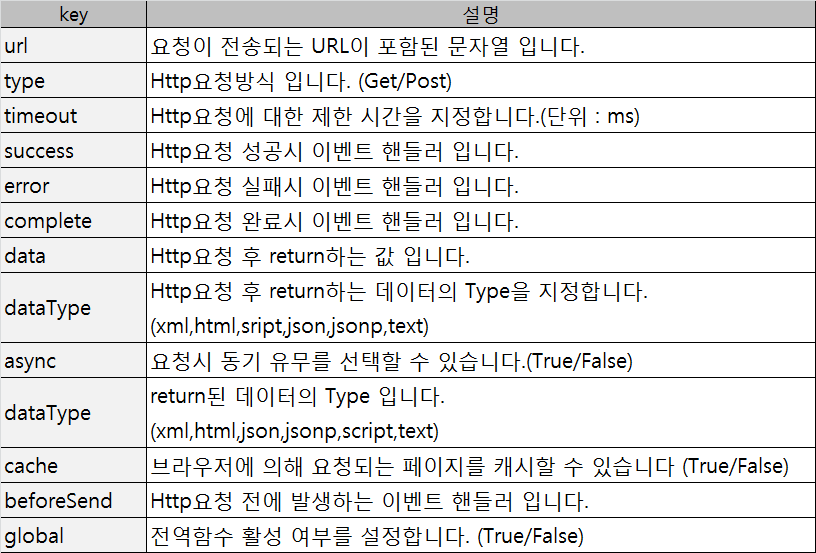 key 설명
url 요청이 전송되는 URL이 포함된 문자열 입니다.
type Http요청방식 입니다. (Get/Post)
timeout Http요청에 대한 제한 시간을 지정합니다.(단위 : ms)
success Http요청 성공시 이벤트 핸들러 입니다.
error Http요청 실패시 이벤트 핸들러 입니다.
complete Http요청 완료시 이벤트 핸들러 입니다.
data Http요청 후 return하는 값 입니다.
dataType Http요청 후 return하는 데이터의 Type을 지정합니다.
(xml,html,sript,json,jsonp,text)
async 요청시 동기 유무를 선택할 수 있습니다.(True/False)
dataType return된 데이터의 Type 입니다.
(xml,html,json,jsonp,script,text)
cache 브라우저에 의해 요청되는 페이지를 캐시할 수 있습니다 (True/False)
beforeSend Http요청 전에 발생하는 이벤트 핸들러 입니다.
global 전역함수 활성 여부를 설정합니다. (True/False)